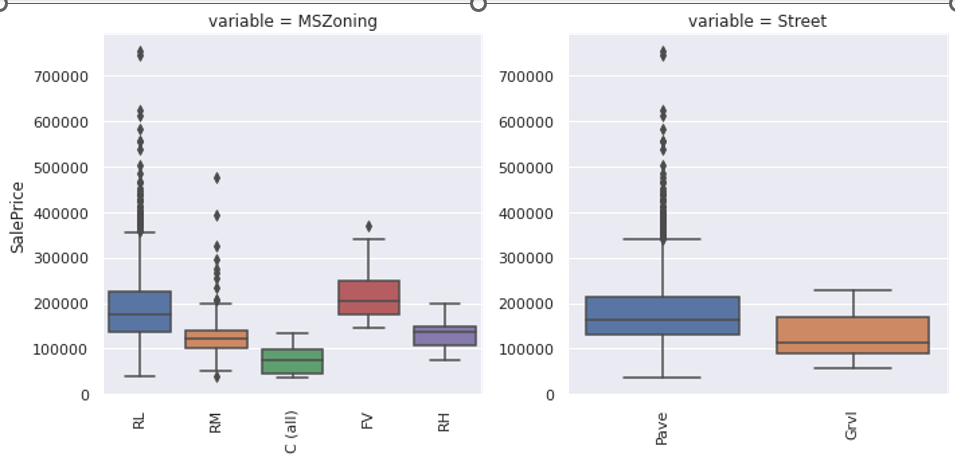 variable = MSZoning
SalePrice
700000
600000
500000
400000
300000
200000
100000
0
RL
RM
C (all)
FV
RH
variable = Street
700000
600000
500000
400000
300000
200000
100000
0
Pave
Grvl